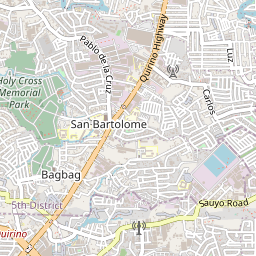 Pablo de la Cruz
Quirino Highway
Luz
Carlos
Holy Cross
Memorial
Park
San Bartolome
Bagbag
5th District
Sauyo Road
Quirino